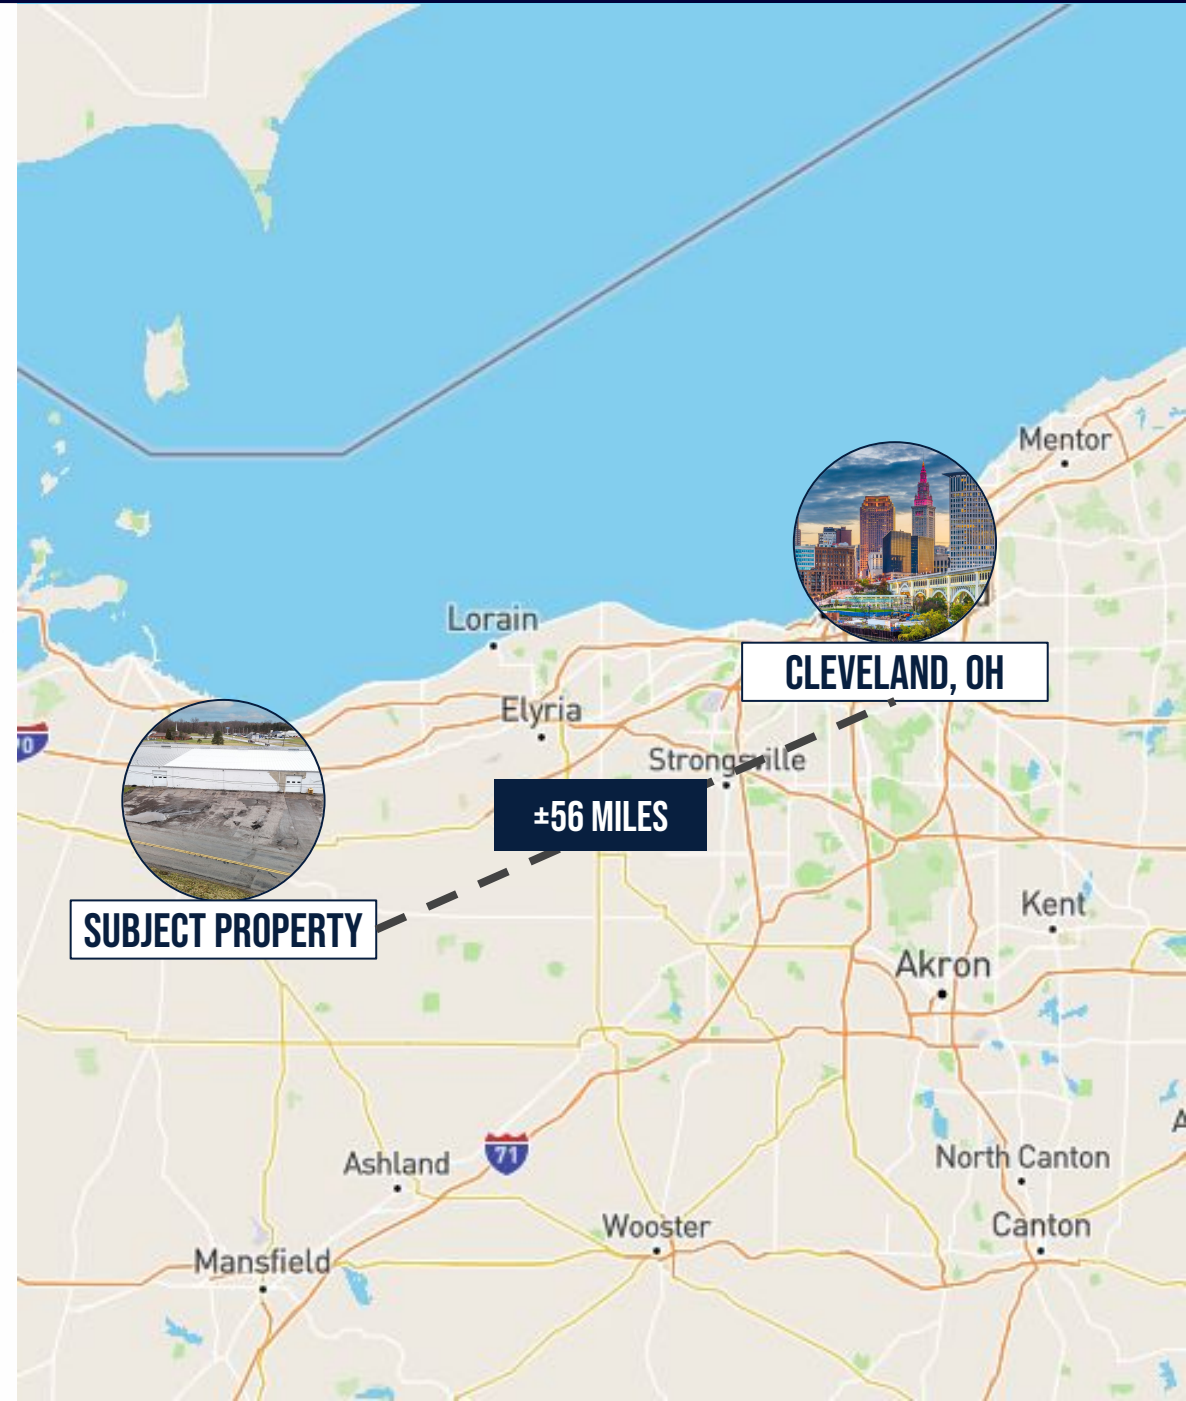 Mentor
Lorain
CLEVELAND, OH
Elyria
Strongsville
±56 MILES
SUBJECT PROPERTY
Kent
Akron
71
Ashland
North Canton
Wooster
Canton
Mansfield